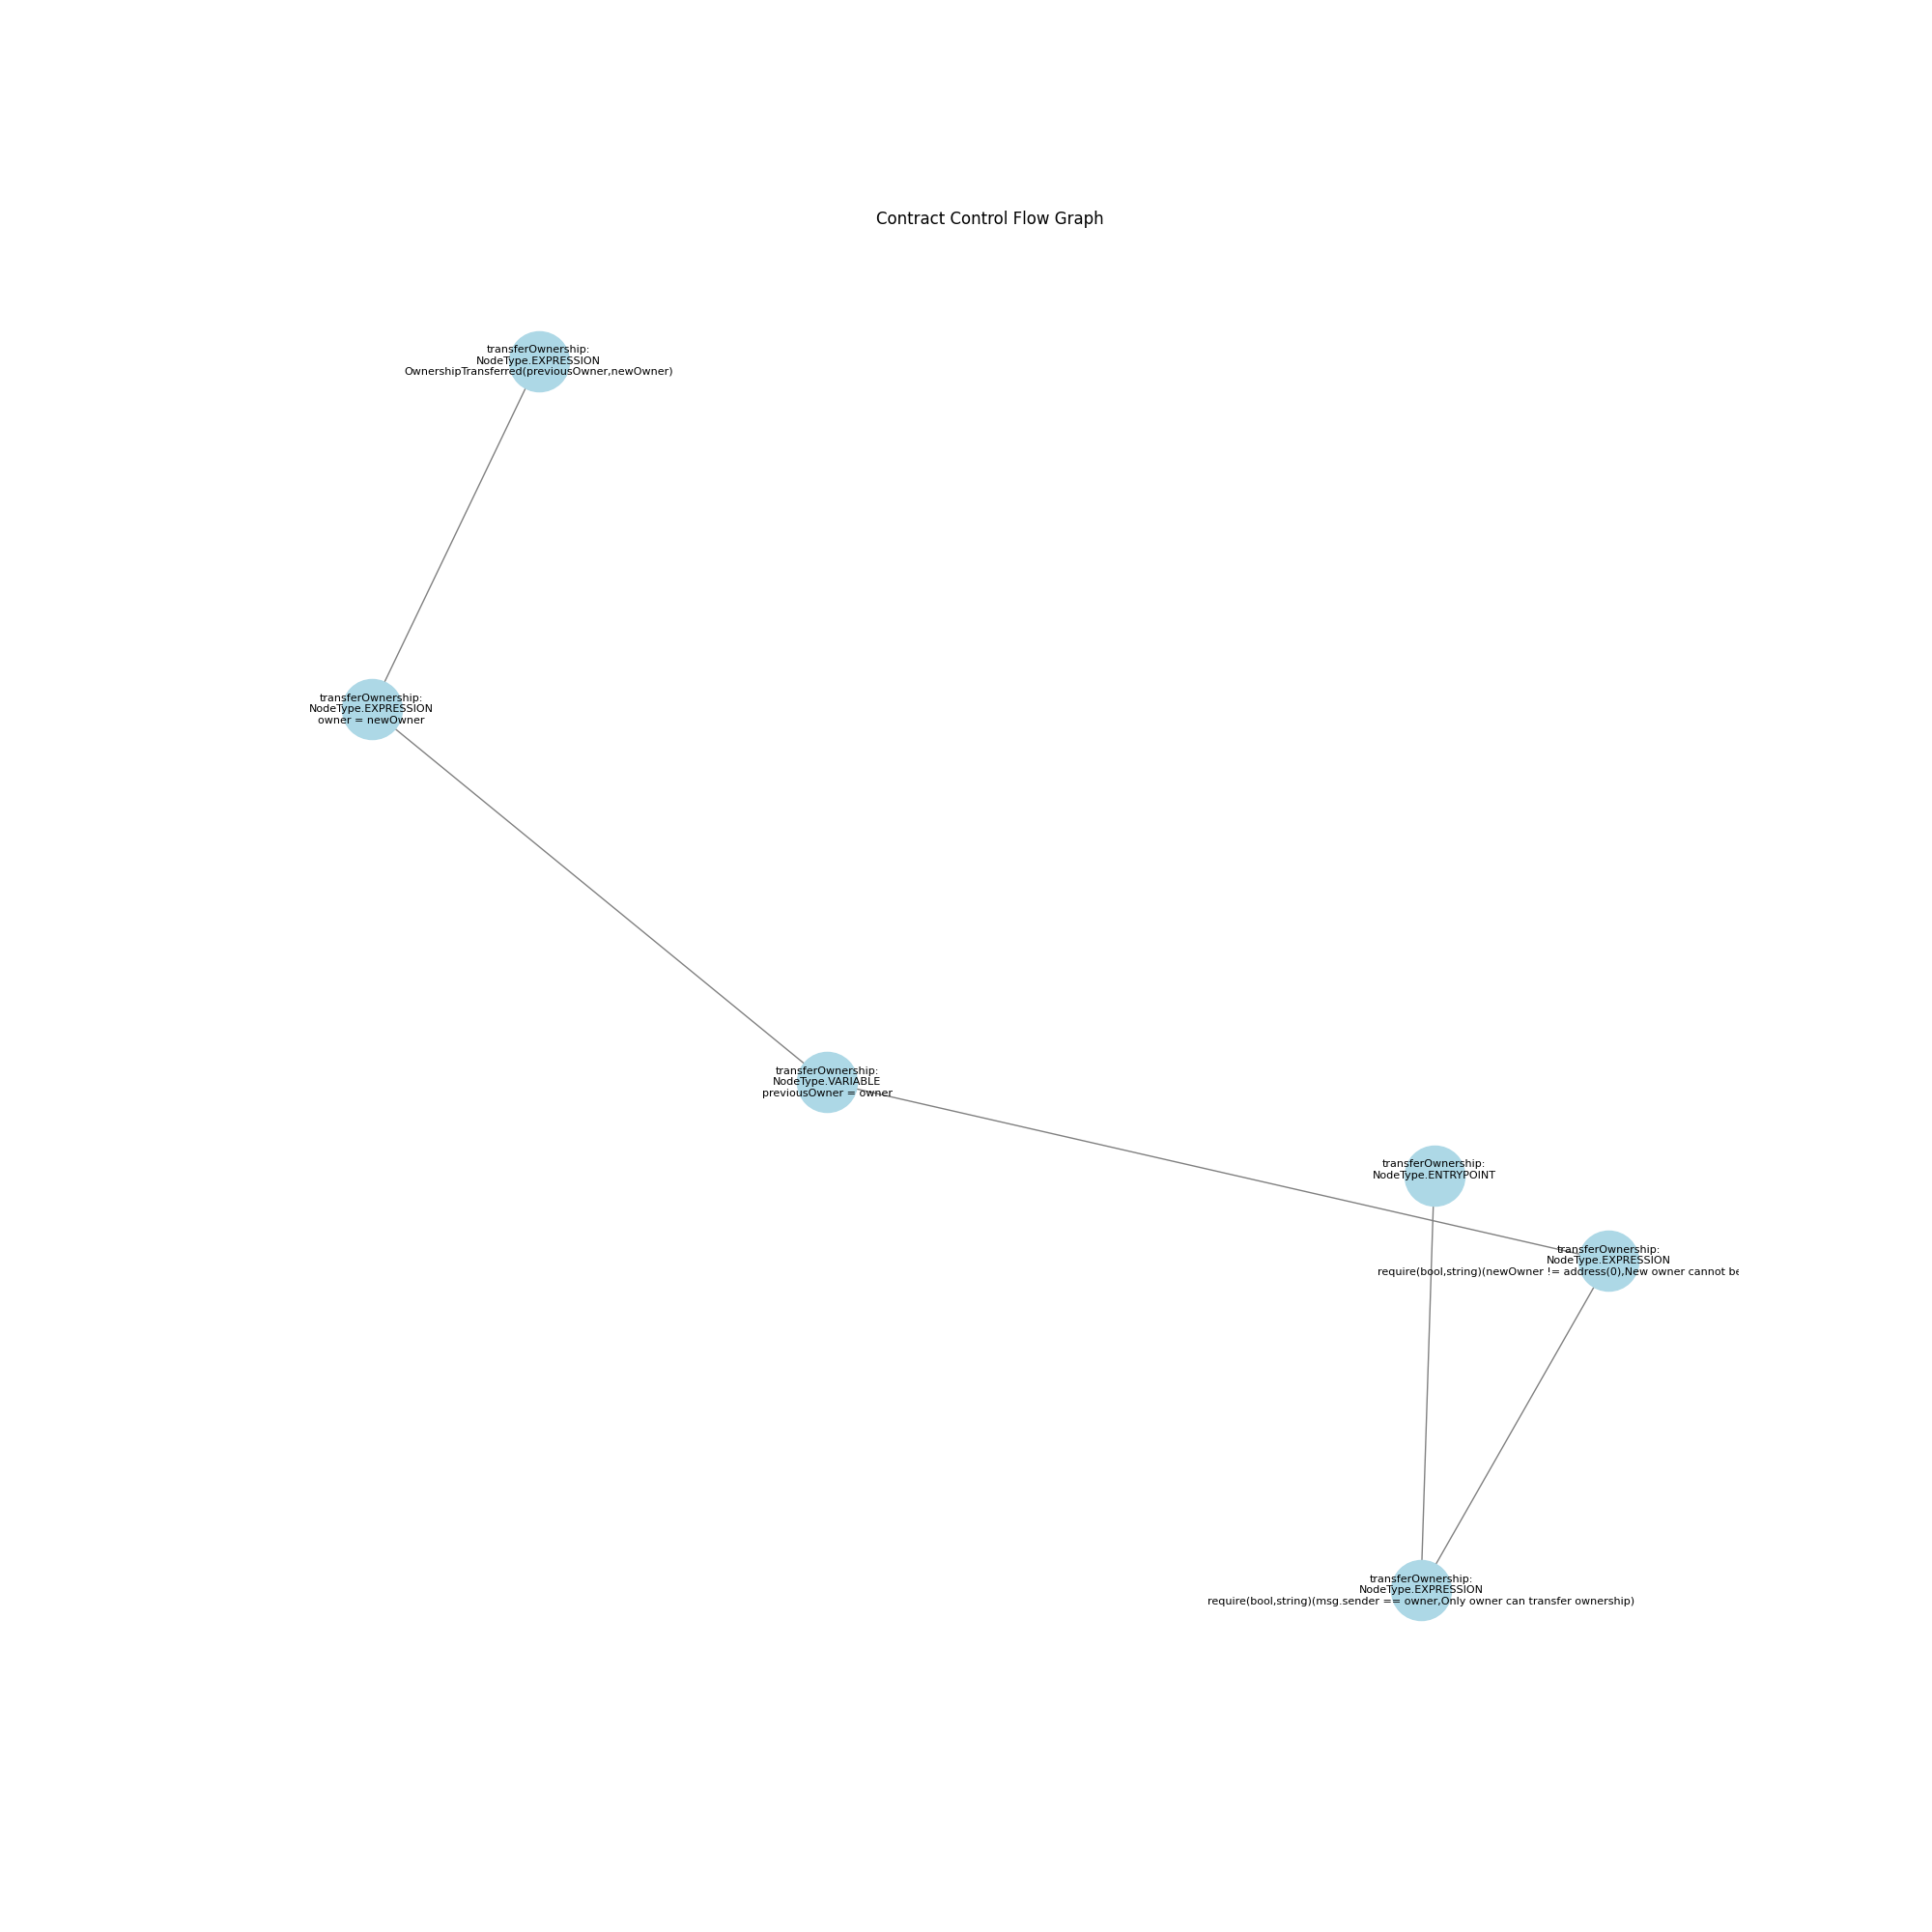 Contract Control Flow Graph
transferOwnership:
NodeType.EXPRESSION
OwnershipTransferred(previousOwner,newOwner)
transferOwnership:
NodeType.EXPRESSION
owner = newOwner
transferOwnership:
NodeType.VARIABLE
previousOwner = owner
transferOwnership:
NodeType.ENTRYPOINT
transferOwnership:
NodeType.EXPRESSION
require(bool,string)(newOwner != address(0),New owner cannot be
transferOwnership:
NodeType.EXPRESSION
require(bool,string)(msg.sender == owner,Only owner can transfer ownership)